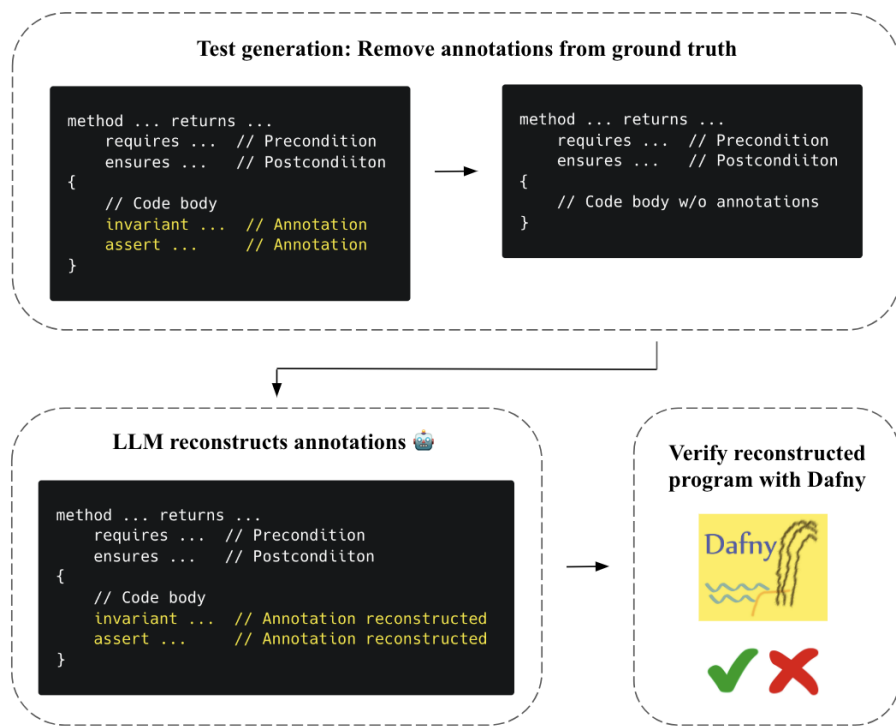 Test generation: Remove annotations from ground truth
method ... returns ...
requires ... // Precondition
ensures ... // Postcondiiton
{
// Code body
invariant ... // Annotation
assert ... // Annotation
}
method ... returns ...
requires ... // Precondition
ensures ... // Postcondiiton
{
// Code body w/o annotations
}
LLM reconstructs annotations 🤖
method ... returns ...
requires ... // Precondition
ensures ... // Postcondiiton
{
// Code body
invariant ... // Annotation reconstructed
assert ... // Annotation reconstructed
}
Verify reconstructed
program with Dafny
Dafny